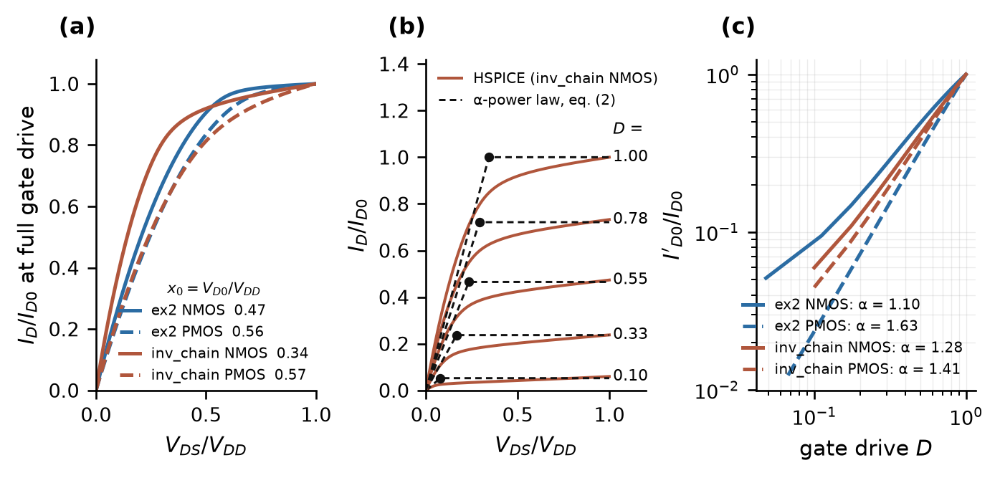 (a)
I_D/I_D0 at full gate drive
1.0
0.8
0.6
0.4
0.2
0.0
x_0 = V_D0/V_DD
ex2 NMOS 0.47
ex2 PMOS 0.56
inv_chain NMOS 0.34
inv_chain PMOS 0.57
0.0 0.5 1.0
V_DS/V_DD
(b)
I_D/I_D0
1.4
1.2
1.0
0.8
0.6
0.4
0.2
0.0
HSPICE (inv_chain NMOS)
α-power law, eq. (2)
D =
1.00
0.78
0.55
0.33
0.10
0.0 0.5 1.0
V_DS/V_DD
(c)
I'_D0/I_D0
10⁰
10⁻¹
10⁻²
ex2 NMOS: α = 1.10
ex2 PMOS: α = 1.63
inv_chain NMOS: α = 1.28
inv_chain PMOS: α = 1.41
10⁻¹ 10⁰
gate drive D